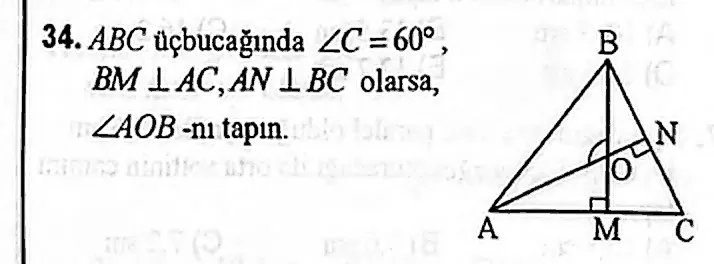 34. ABC üçbucağında ∠C = 60°,
BM ⊥ AC, AN ⊥ BC olarsa,
∠AOB-nı tapın.
B
N
O
A
M
C